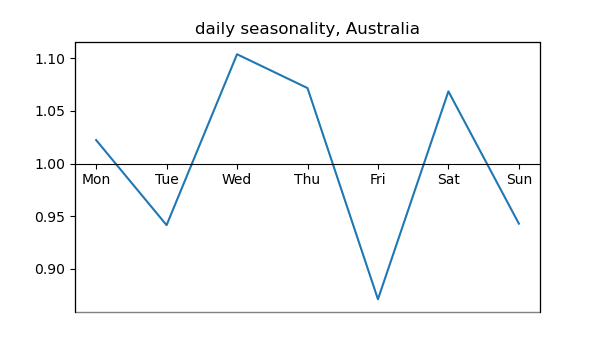 daily seasonality, Australia
1.10
1.05
1.00
Mon Tue Wed Thu Fri Sat Sun
0.95
0.90